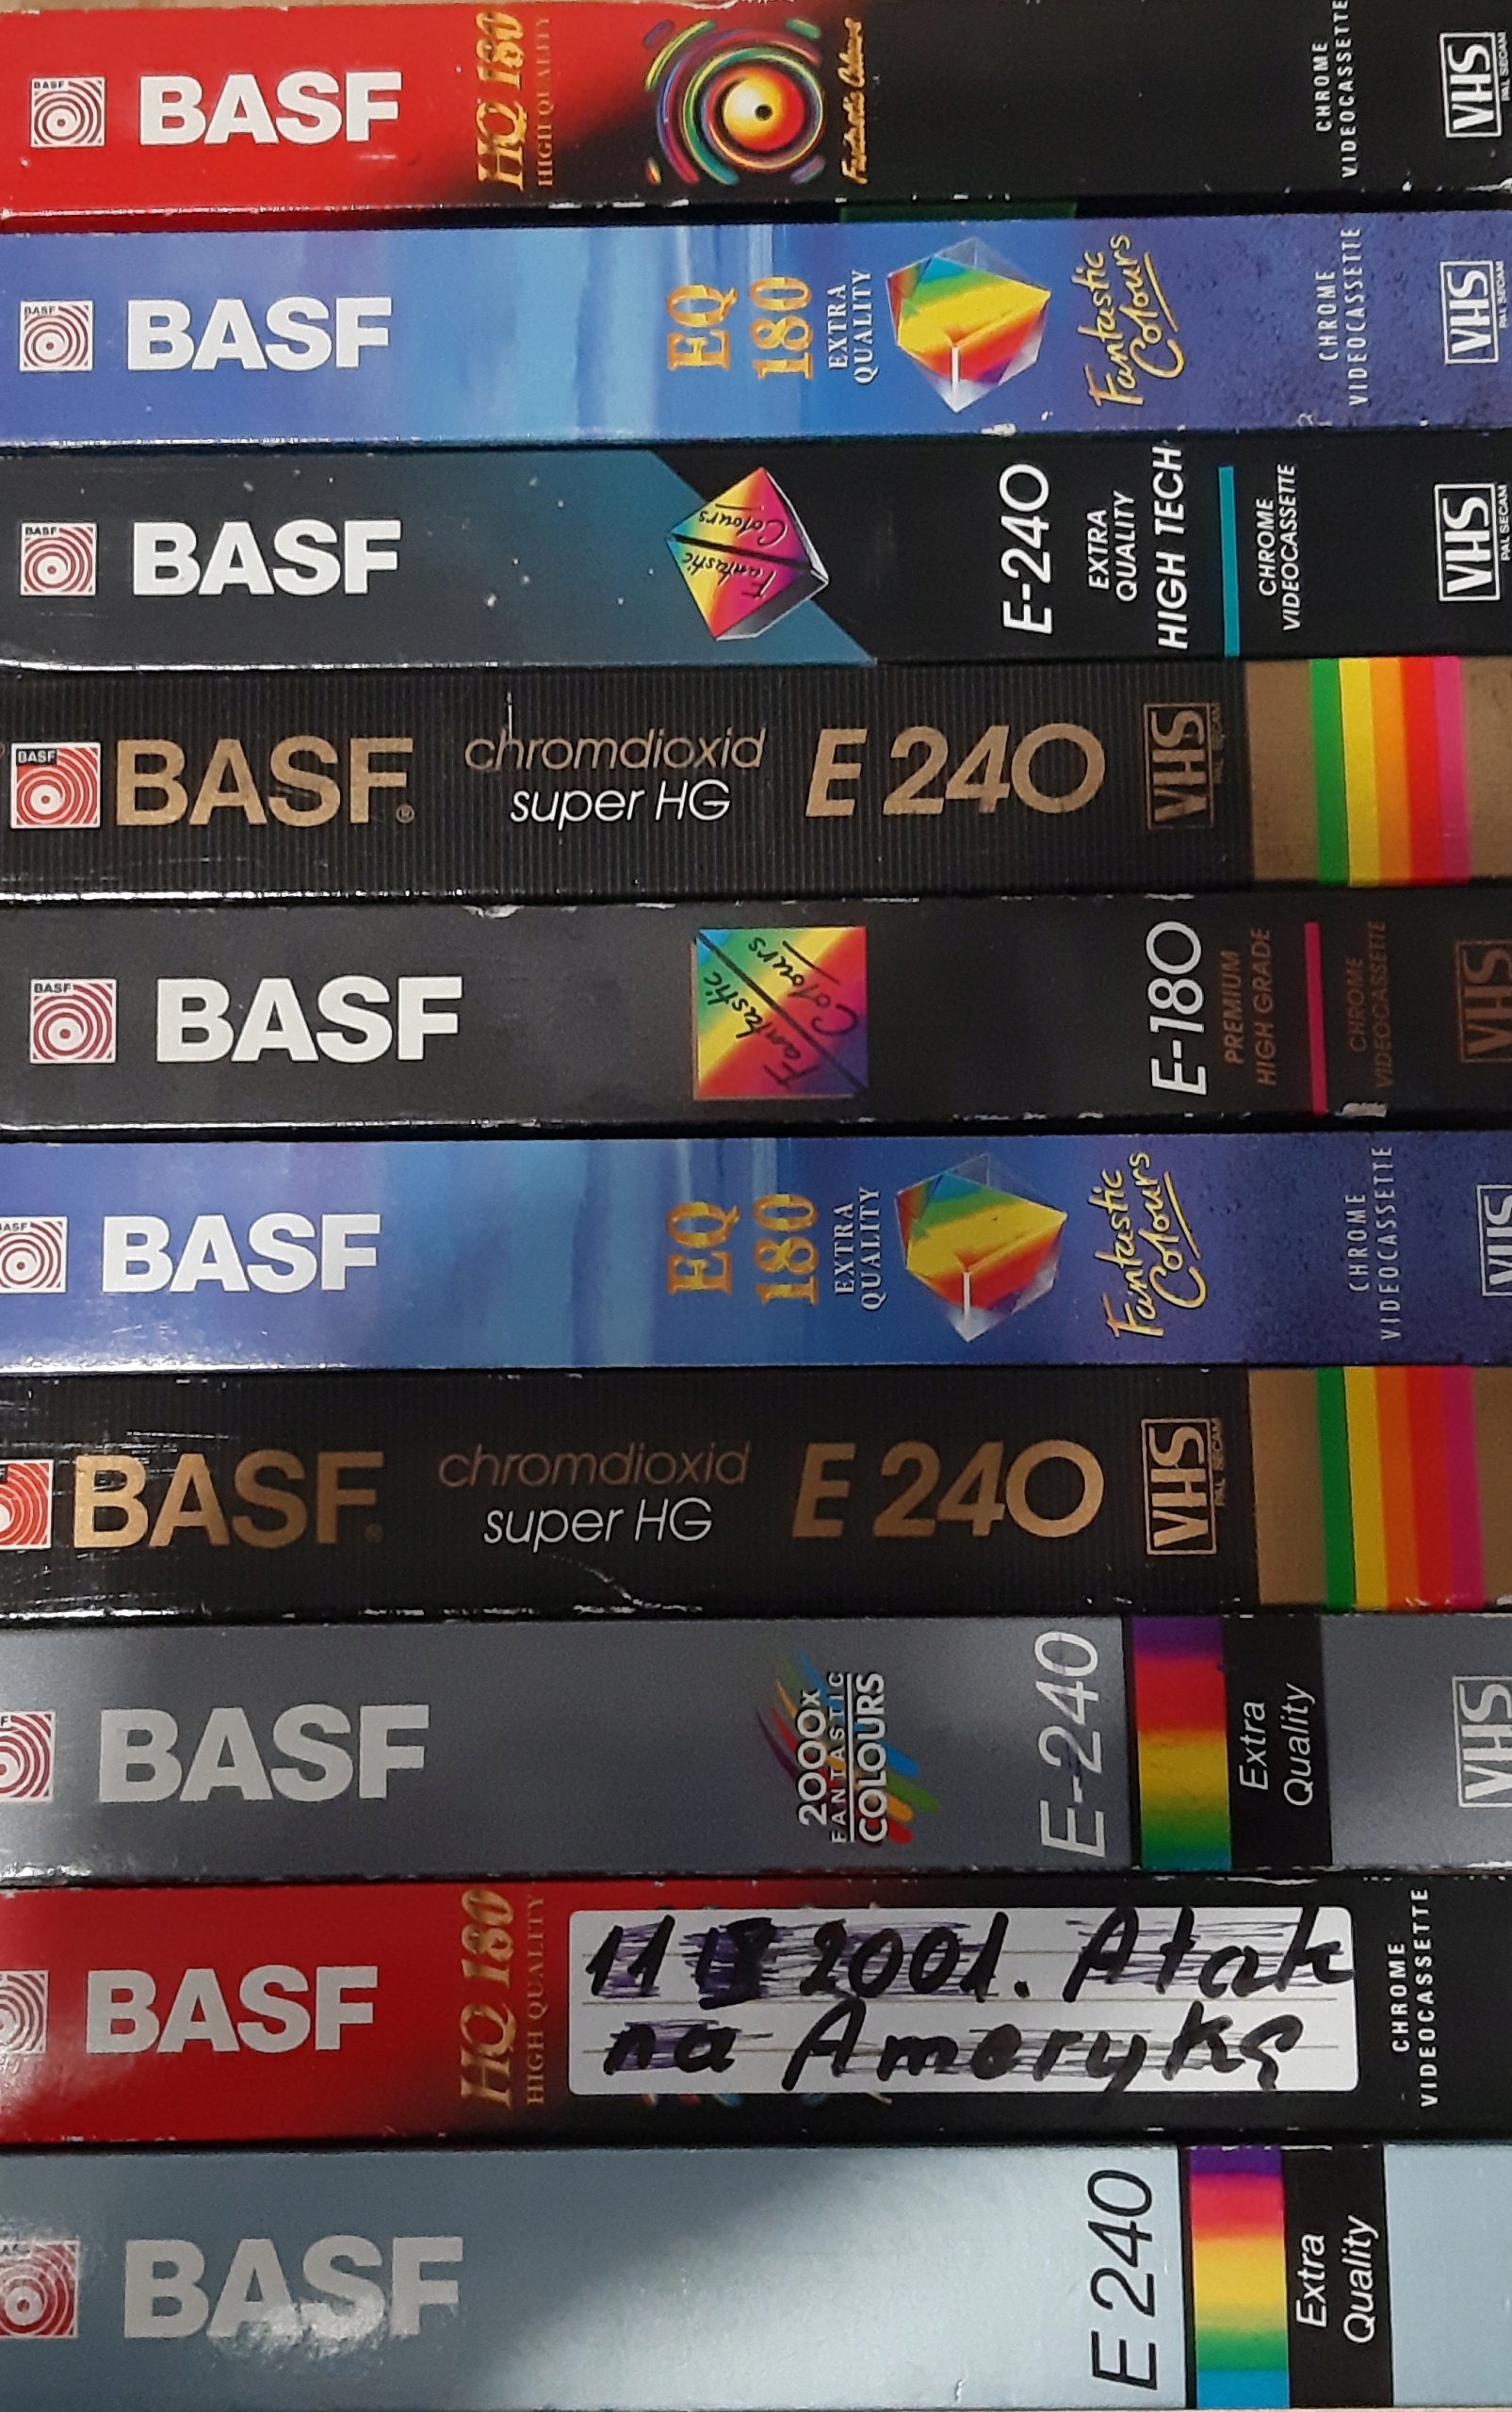 BASF
BASF
HQ 180
HIGH QUALITY
Fantastic Colours
CHROME
VIDEOCASSETTE
VHS
PAL SECAM
BASF
BASF
EQ
180
EXTRA
QUALITY
Fantastic
Colours
CHROME
VIDEOCASSETTE
VHS
PAL SECAM
BASF
BASF
Fantastic
Colours
E-240
EXTRA
QUALITY
HIGH TECH
CHROME
VIDEOCASSETTE
VHS
PAL SECAM
BASF
BASF®
chromdioxid
super HG
E 240
VHS
PAL SECAM
BASF
BASF
Fantastic
Colours
E-180
PREMIUM
HIGH GRADE
CHROME
VIDEOCASSETTE
VHS
BASF
BASF
EQ
180
EXTRA
QUALITY
Fantastic
Colours
CHROME
VIDEOCASSETTE
VHS
BASF®
chromdioxid
super HG
E 240
VHS
PAL SECAM
BASF
2000x
FANTASTIC
COLOURS
E-240
Extra
Quality
VHS
BASF
HQ 180
HIGH QUALITY
11 2001. Atak
na Amerykę
CHROME
VIDEOCASSETTE
BASF
E 240
Extra
Quality